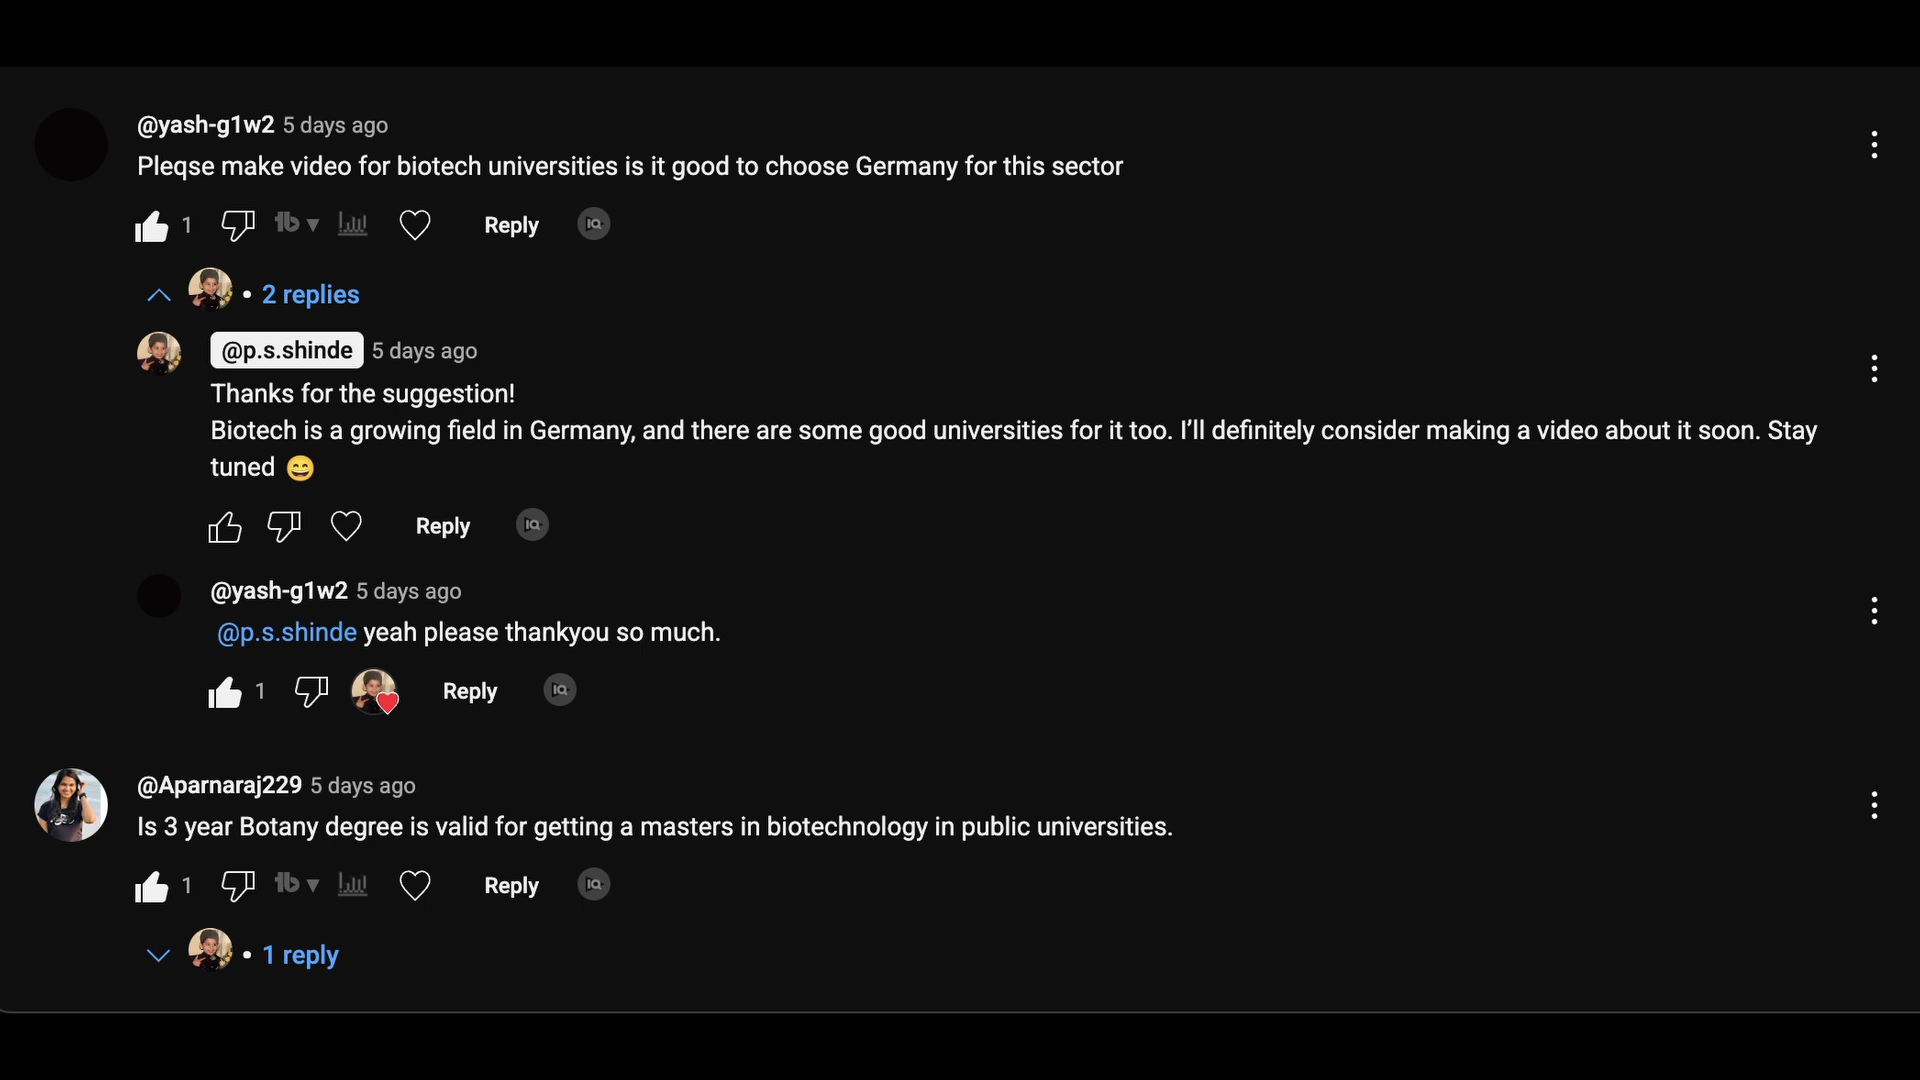 @yash-g1w2 5 days ago
Pleqse make video for biotech universities is it good to choose Germany for this sector
1 Reply
• 2 replies
@p.s.shinde 5 days ago
Thanks for the suggestion!
Biotech is a growing field in Germany, and there are some good universities for it too. I’ll definitely consider making a video about it soon. Stay
tuned 😄
Reply
@yash-g1w2 5 days ago
@p.s.shinde yeah please thankyou so much.
1 Reply
@Aparnaraj229 5 days ago
Is 3 year Botany degree is valid for getting a masters in biotechnology in public universities.
1 Reply
• 1 reply